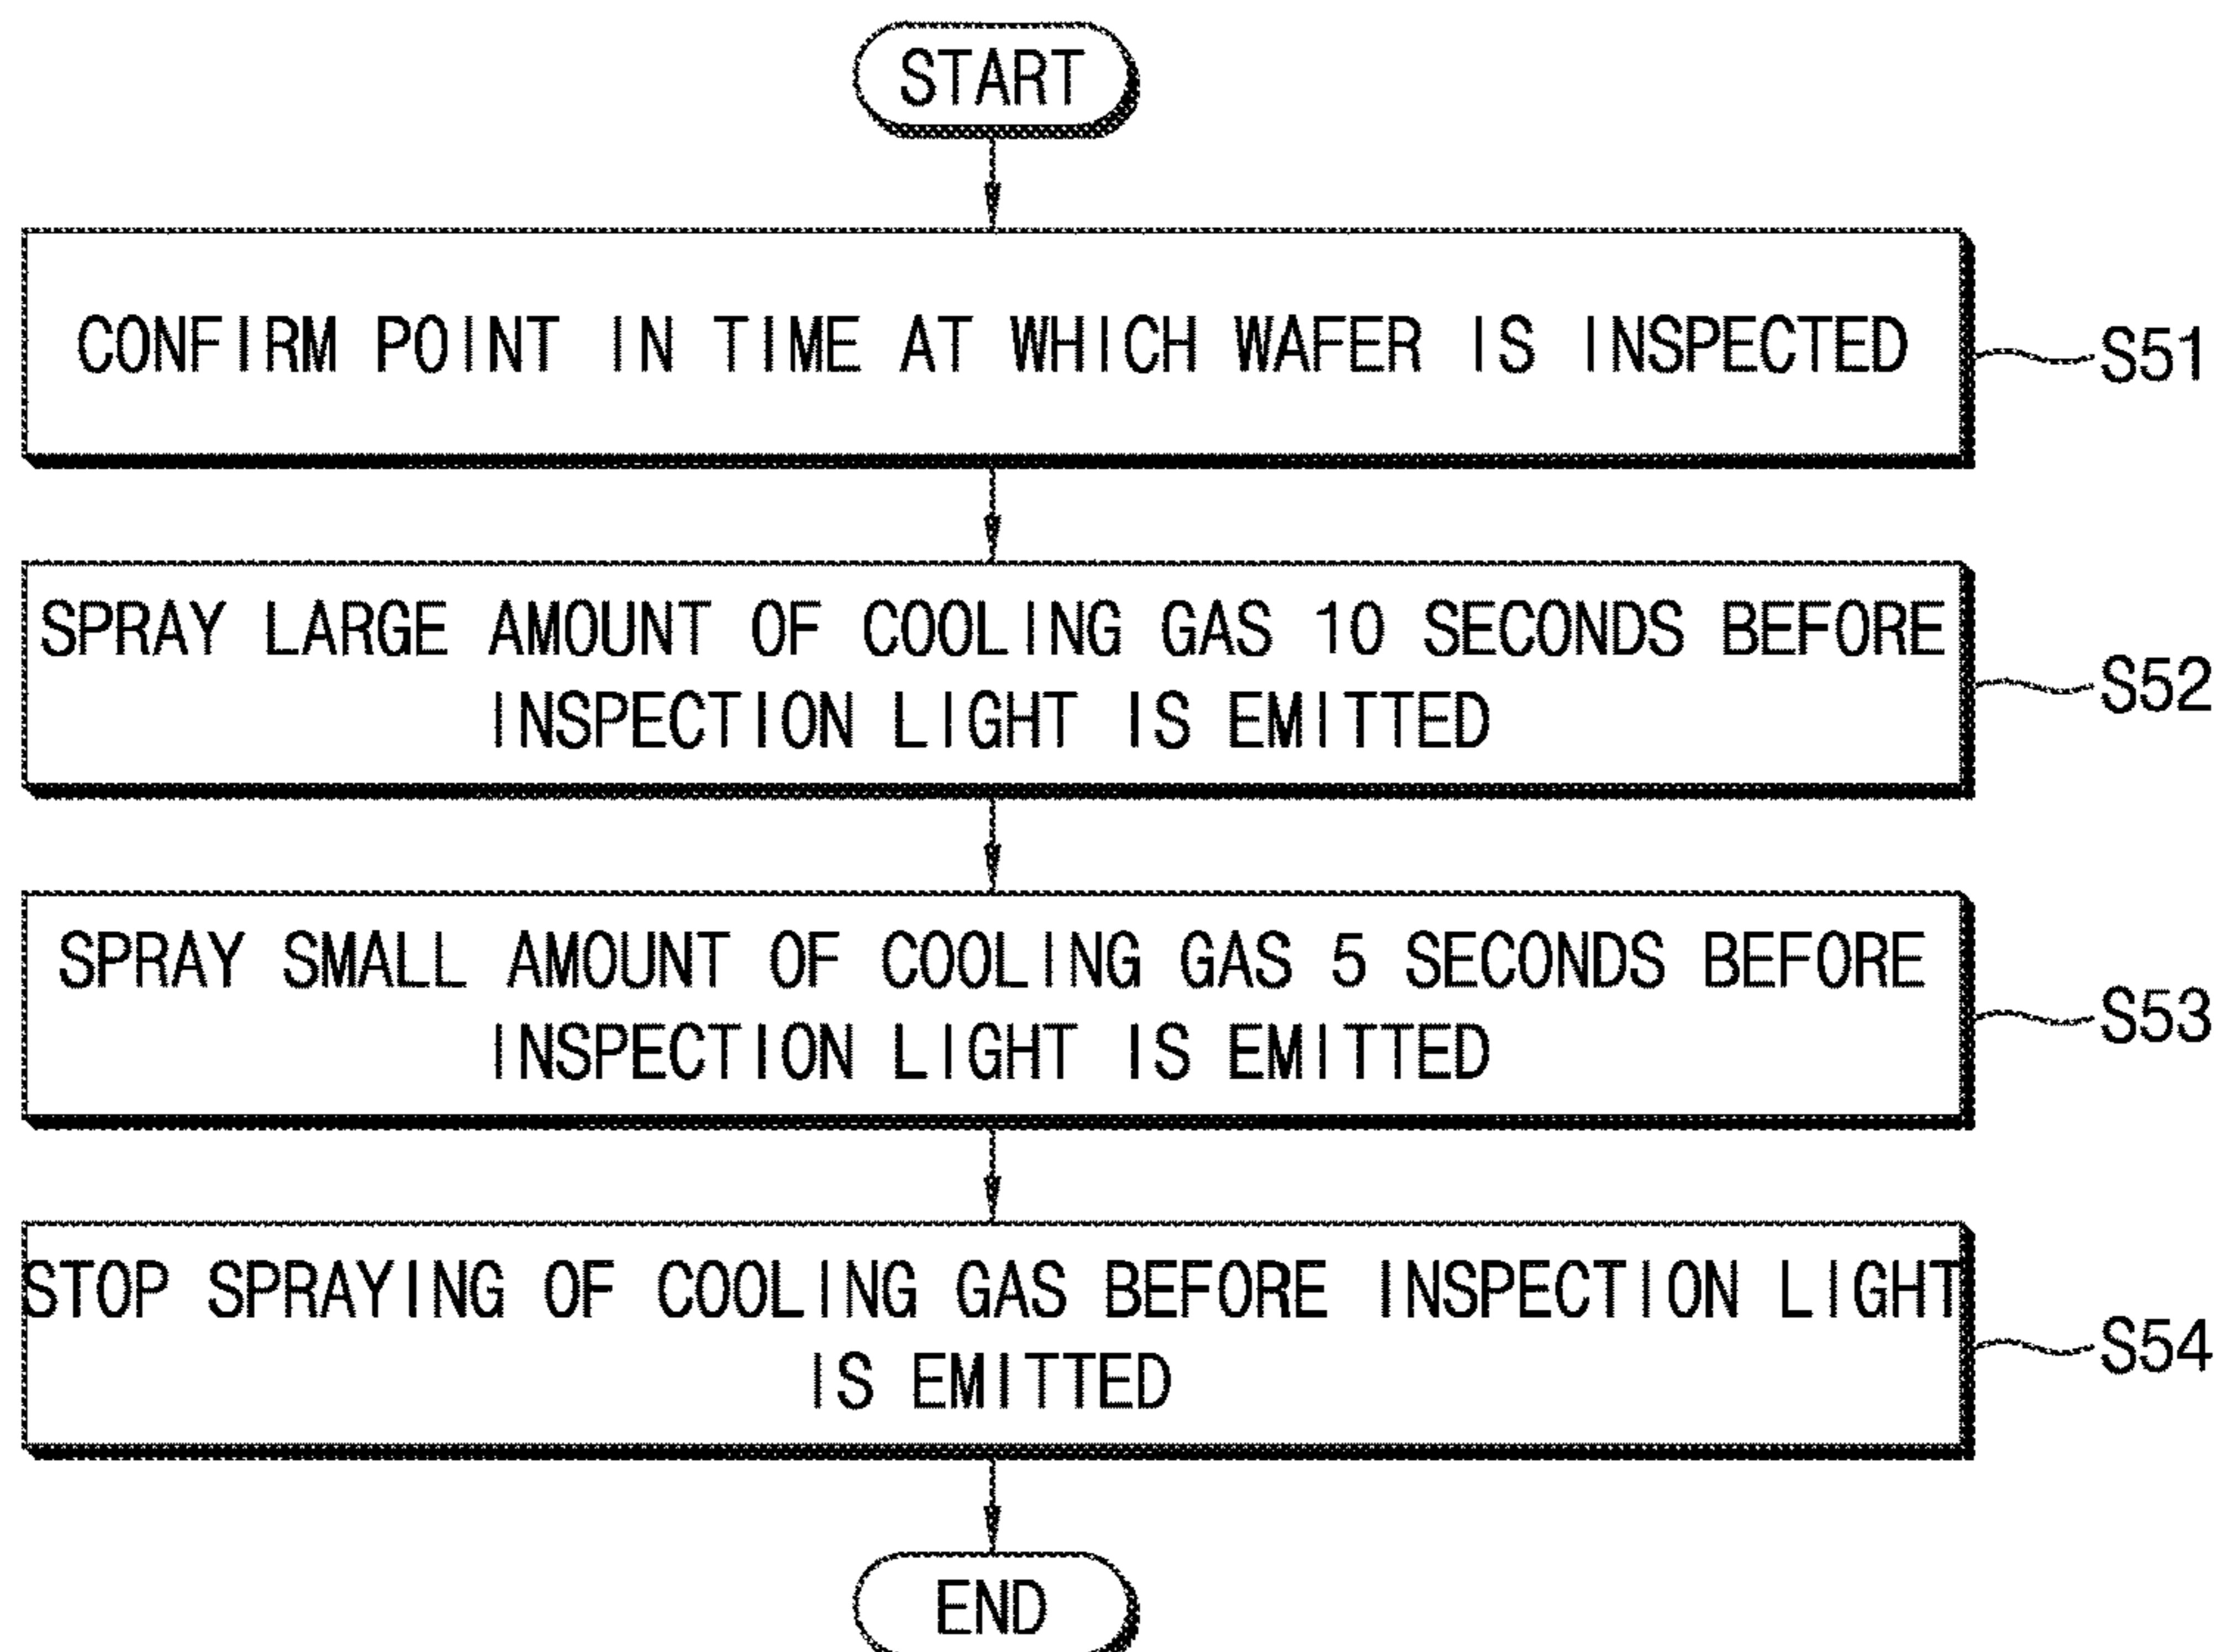 START
CONFIRM POINT IN TIME AT WHICH WAFER IS INSPECTED
S51
SPRAY LARGE AMOUNT OF COOLING GAS 10 SECONDS BEFORE
INSPECTION LIGHT IS EMITTED
S52
SPRAY SMALL AMOUNT OF COOLING GAS 5 SECONDS BEFORE
INSPECTION LIGHT IS EMITTED
S53
STOP SPRAYING OF COOLING GAS BEFORE INSPECTION LIGHT
IS EMITTED
S54
END